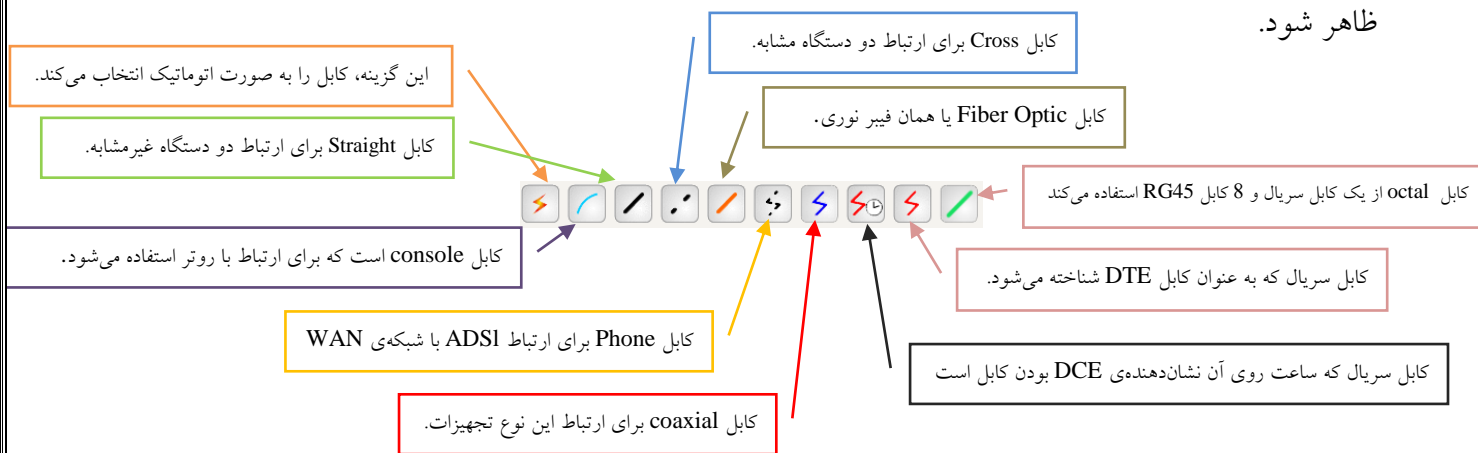 ظاهر شود.
کابل Cross برای ارتباط دو دستگاه مشابه.
این گزینه، کابل را به صورت اتوماتیک انتخاب می‌کند.
کابل Fiber Optic یا همان فیبر نوری.
کابل Straight برای ارتباط دو دستگاه غیرمشابه.
کابل octal از یک کابل سریال و 8 کابل RG45 استفاده می‌کند
کابل console است که برای ارتباط با روتر استفاده می‌شود.
کابل سریال که به عنوان کابل DTE شناخته می‌شود.
کابل Phone برای ارتباط ADSl با شبکه‌ی WAN
کابل سریال که ساعت روی آن نشان‌دهنده‌ی DCE بودن کابل است
کابل coaxial برای ارتباط این نوع تجهیزات.